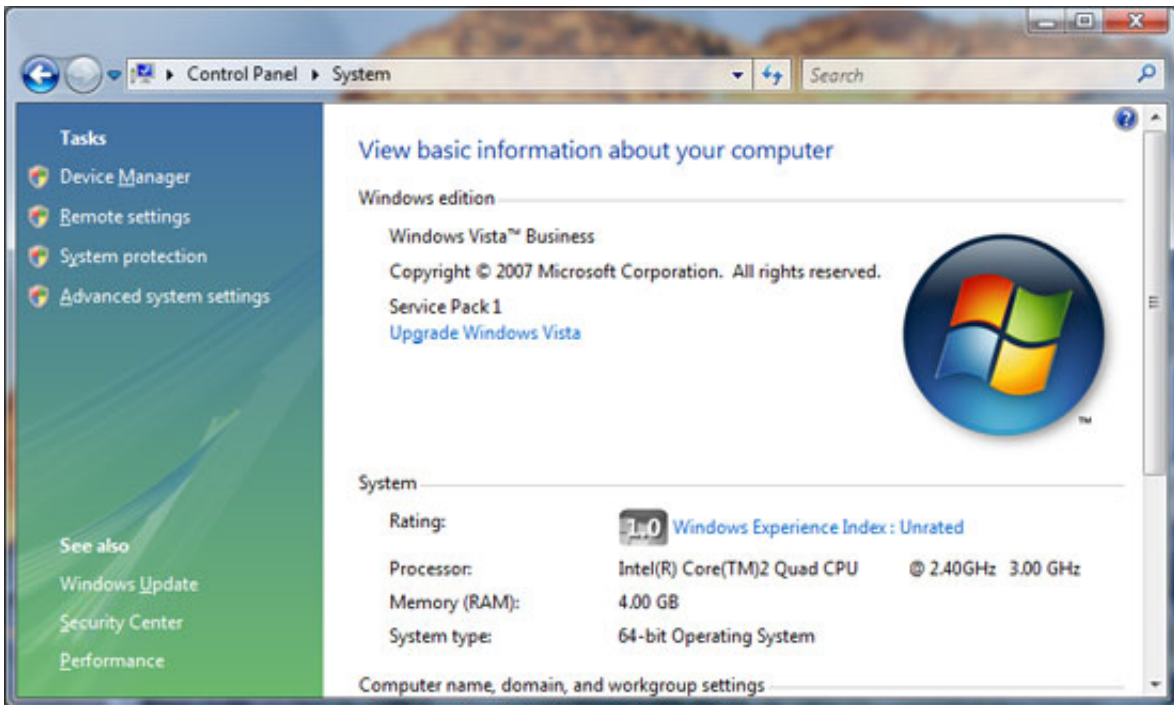 Control Panel ▸ System
Search
Tasks
Device Manager
Remote settings
System protection
Advanced system settings
See also
Windows Update
Security Center
Performance
View basic information about your computer
Windows edition
Windows Vista™ Business
Copyright © 2007 Microsoft Corporation. All rights reserved.
Service Pack 1
Upgrade Windows Vista
TM
System
Rating: 1.0 Windows Experience Index : Unrated
Processor: Intel(R) Core(TM)2 Quad CPU @ 2.40GHz 3.00 GHz
Memory (RAM): 4.00 GB
System type: 64-bit Operating System
Computer name, domain, and workgroup settings